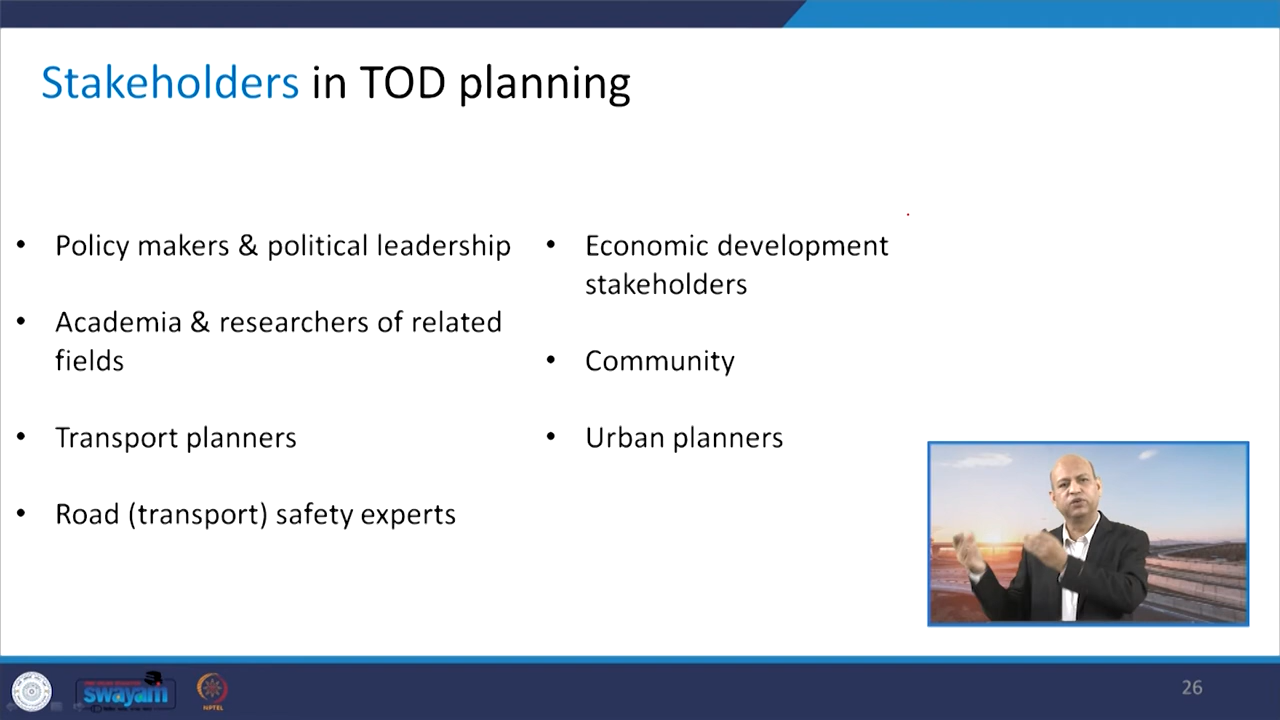 Stakeholders in TOD planning
• Policy makers & political leadership
• Academia & researchers of related
fields
• Transport planners
• Road (transport) safety experts
• Economic development
stakeholders
• Community
• Urban planners
swayam
NPTEL
26